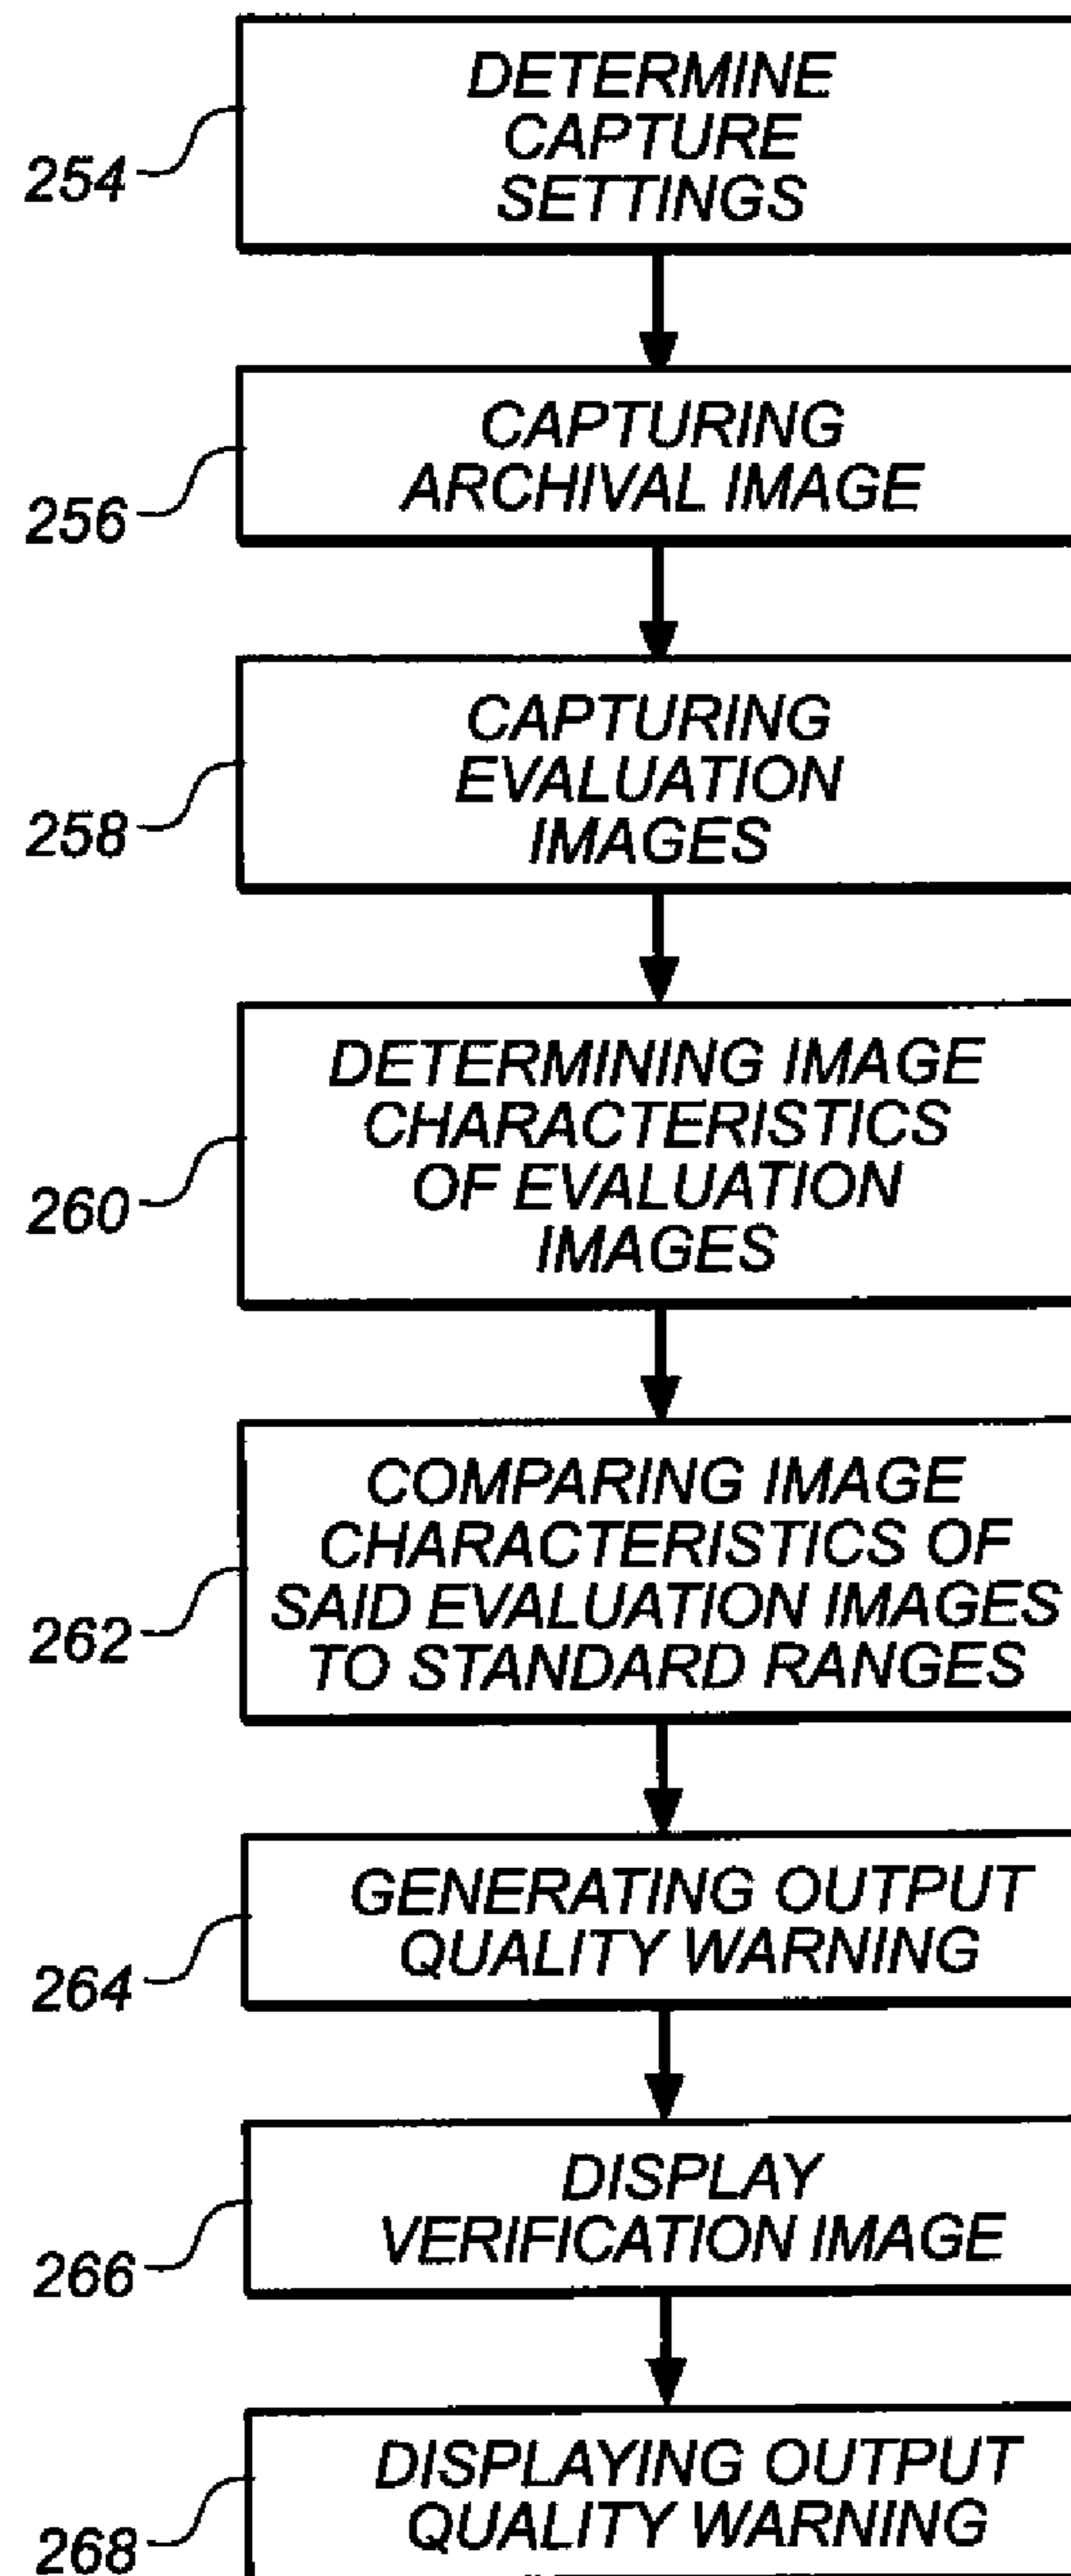 DETERMINE
CAPTURE
SETTINGS
254
CAPTURING
ARCHIVAL IMAGE
256
CAPTURING
EVALUATION
IMAGES
258
DETERMINING IMAGE
CHARACTERISTICS
OF EVALUATION
IMAGES
260
COMPARING IMAGE
CHARACTERISTICS OF
SAID EVALUATION IMAGES
TO STANDARD RANGES
262
GENERATING OUTPUT
QUALITY WARNING
264
DISPLAY
VERIFICATION IMAGE
266
DISPLAYING OUTPUT
QUALITY WARNING
268